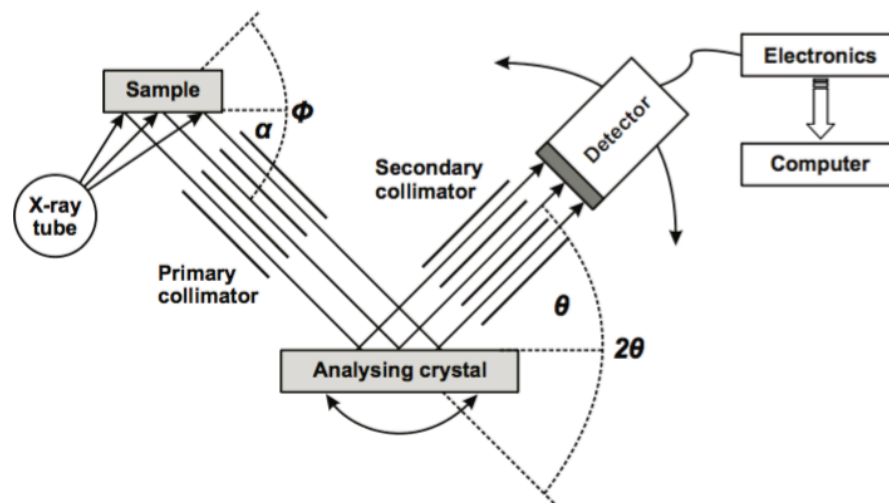 Sample
α
Φ
X-ray
tube
Primary
collimator
Secondary
collimator
Detector
Electronics
Computer
θ
2θ
Analysing crystal